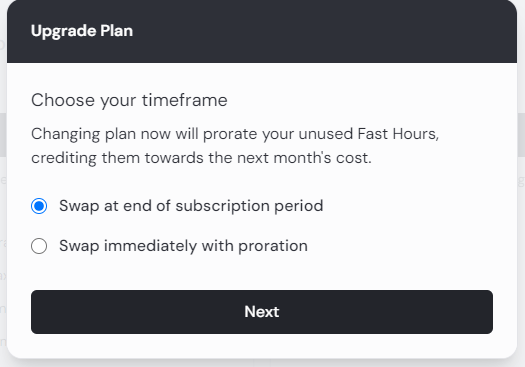 Upgrade Plan
Choose your timeframe
Changing plan now will prorate your unused Fast Hours,
crediting them towards the next month's cost.
Swap at end of subscription period
Swap immediately with proration
Next